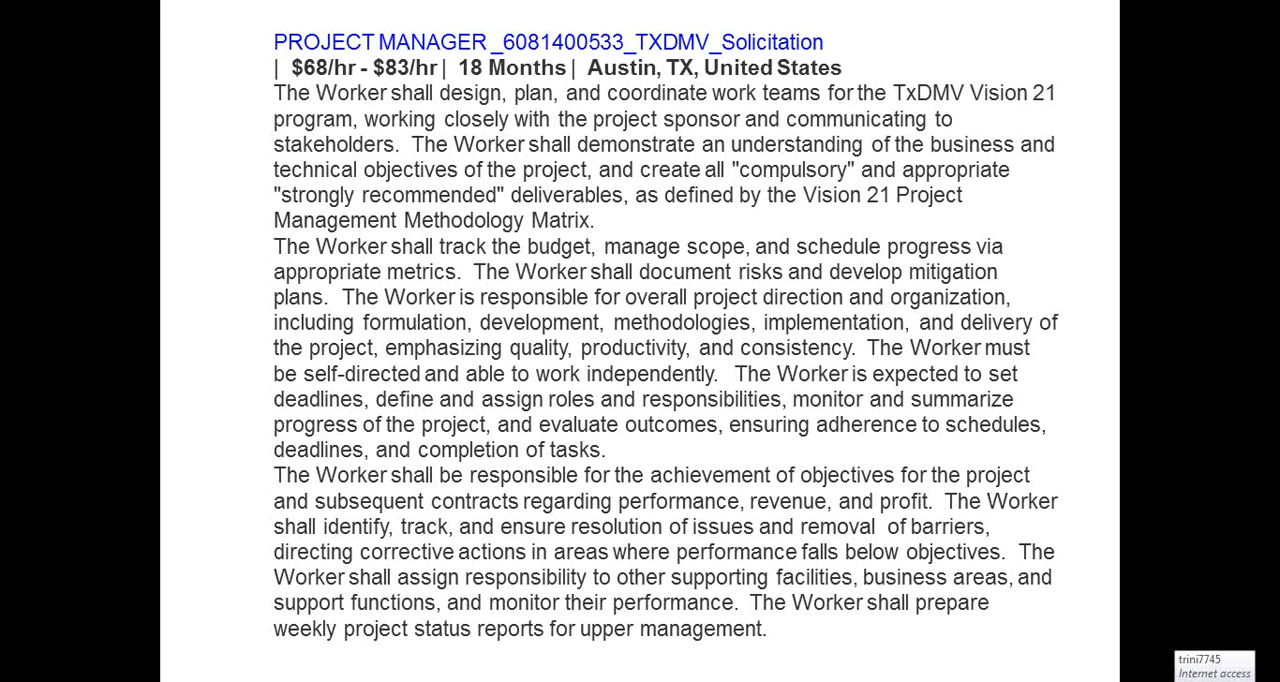 PROJECT MANAGER _6081400533_TXDMV_Solicitation
| $68/hr - $83/hr | 18 Months | Austin, TX, United States
The Worker shall design, plan, and coordinate work teams for the TxDMV Vision 21
program, working closely with the project sponsor and communicating to
stakeholders. The Worker shall demonstrate an understanding of the business and
technical objectives of the project, and create all "compulsory" and appropriate
"strongly recommended" deliverables, as defined by the Vision 21 Project
Management Methodology Matrix.
The Worker shall track the budget, manage scope, and schedule progress via
appropriate metrics. The Worker shall document risks and develop mitigation
plans. The Worker is responsible for overall project direction and organization,
including formulation, development, methodologies, implementation, and delivery of
the project, emphasizing quality, productivity, and consistency. The Worker must
be self-directed and able to work independently. The Worker is expected to set
deadlines, define and assign roles and responsibilities, monitor and summarize
progress of the project, and evaluate outcomes, ensuring adherence to schedules,
deadlines, and completion of tasks.
The Worker shall be responsible for the achievement of objectives for the project
and subsequent contracts regarding performance, revenue, and profit. The Worker
shall identify, track, and ensure resolution of issues and removal of barriers,
directing corrective actions in areas where performance falls below objectives. The
Worker shall assign responsibility to other supporting facilities, business areas, and
support functions, and monitor their performance. The Worker shall prepare
weekly project status reports for upper management.
trini7745
Internet access